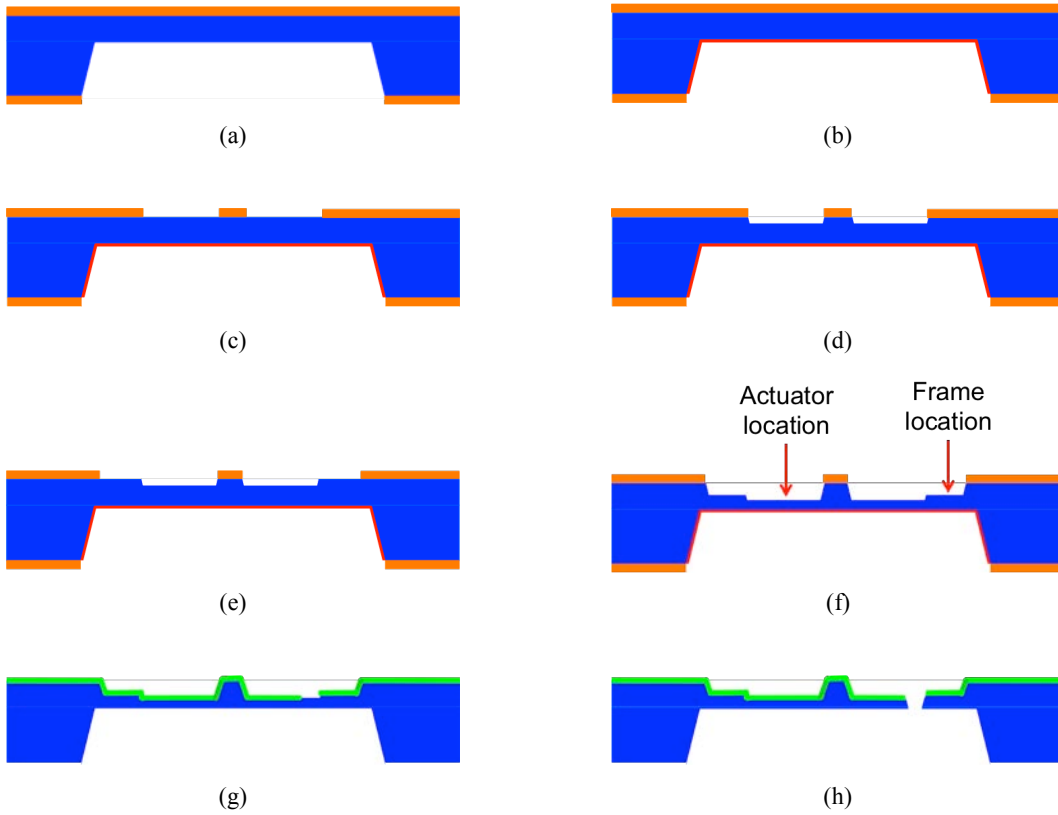 (a)
(b)
(c)
(d)
Actuator
location
Frame
location
(e)
(f)
(g)
(h)